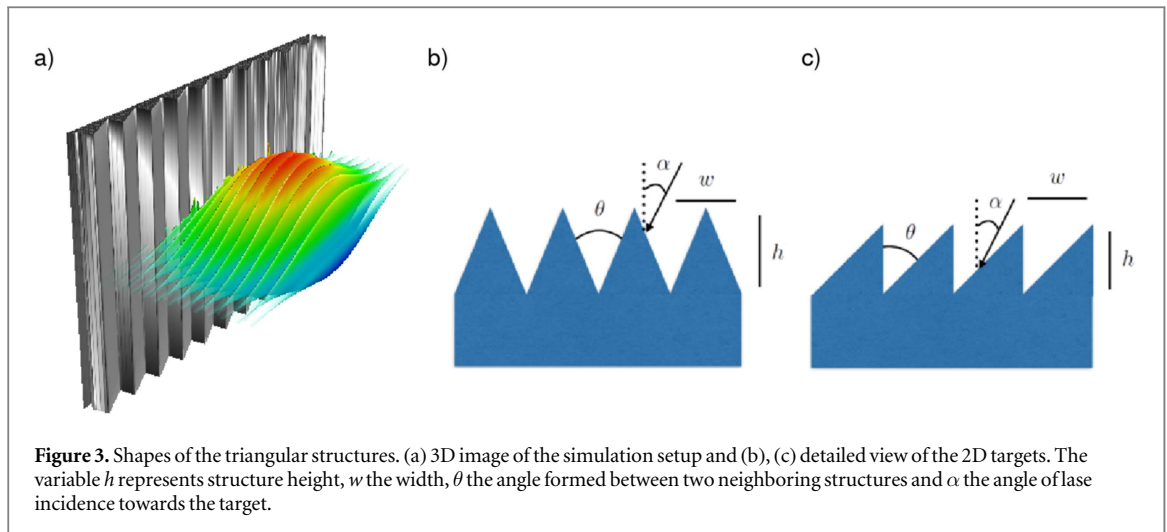 a)
b)
c)
α
w
θ
h
α
w
θ
h
Figure 3. Shapes of the triangular structures. (a) 3D image of the simulation setup and (b), (c) detailed view of the 2D targets. The
variable h represents structure height, w the width, θ the angle formed between two neighboring structures and α the angle of lase
incidence towards the target.